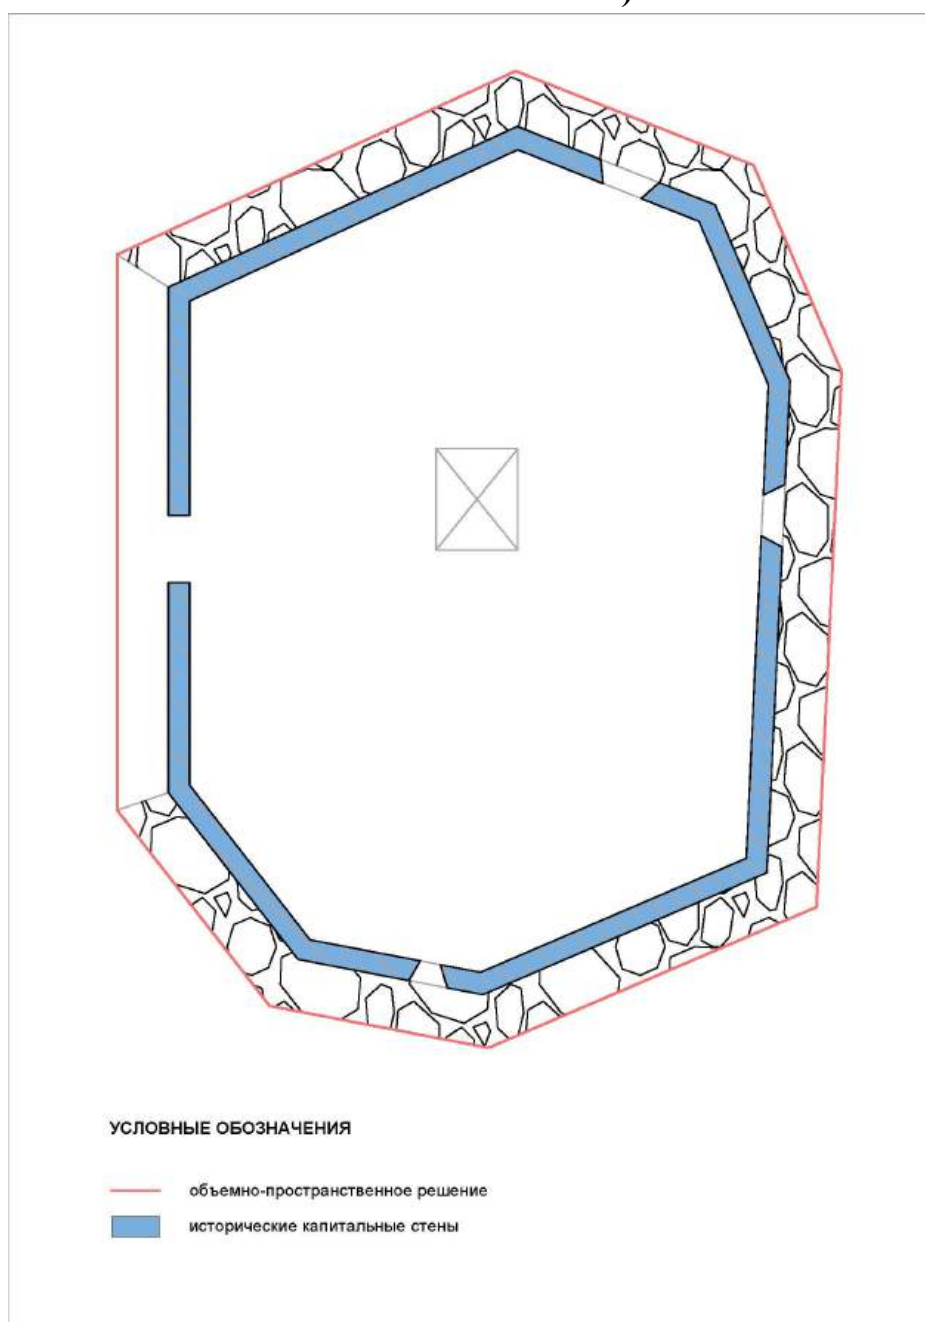 УСЛОВНЫЕ ОБОЗНАЧЕНИЯ
объемно-пространственное решение
исторические капитальные стены